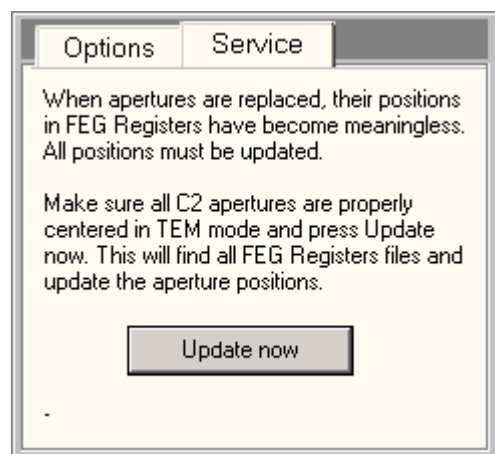 Options Service
When apertures are replaced, their positions
in FEG Registers have become meaningless.
All positions must be updated.
Make sure all C2 apertures are properly
centered in TEM mode and press Update
now. This will find all FEG Registers files and
update the aperture positions.
Update now
-